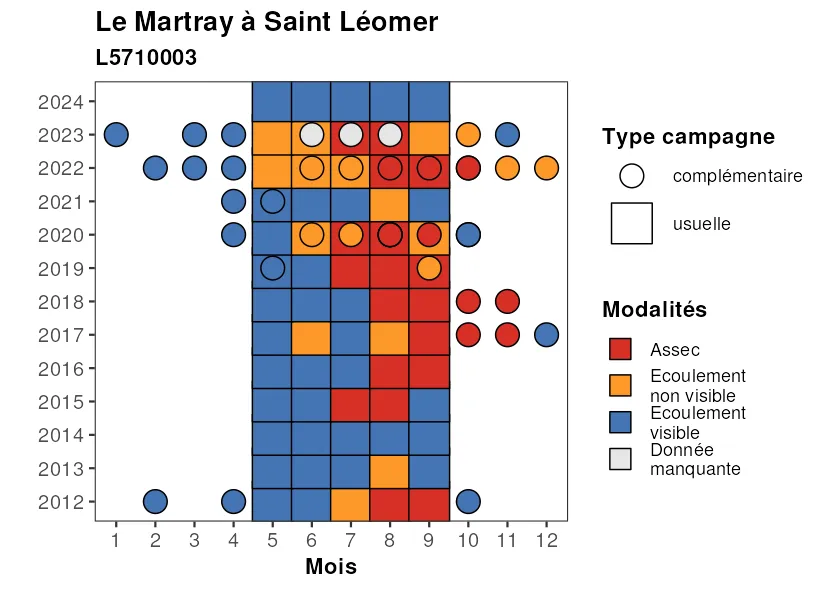 Le Martray à Saint Léomer
L5710003
2024
2023
2022
2021
2020
2019
2018
2017
2016
2015
2014
2013
2012
1 2 3 4 5 6 7 8 9 10 11 12
Mois
Type campagne
complémentaire
usuelle
Modalités
Assec
Ecoulement
non visible
Ecoulement
visible
Donnée
manquante